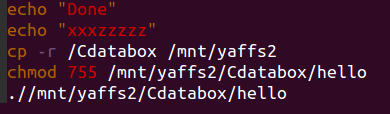 echo "Done"
echo "xxxzzzzz"
cp -r /Cdatabox /mnt/yaffs2
chmod 755 /mnt/yaffs2/Cdatabox/hello
.//mnt/yaffs2/Cdatabox/hello